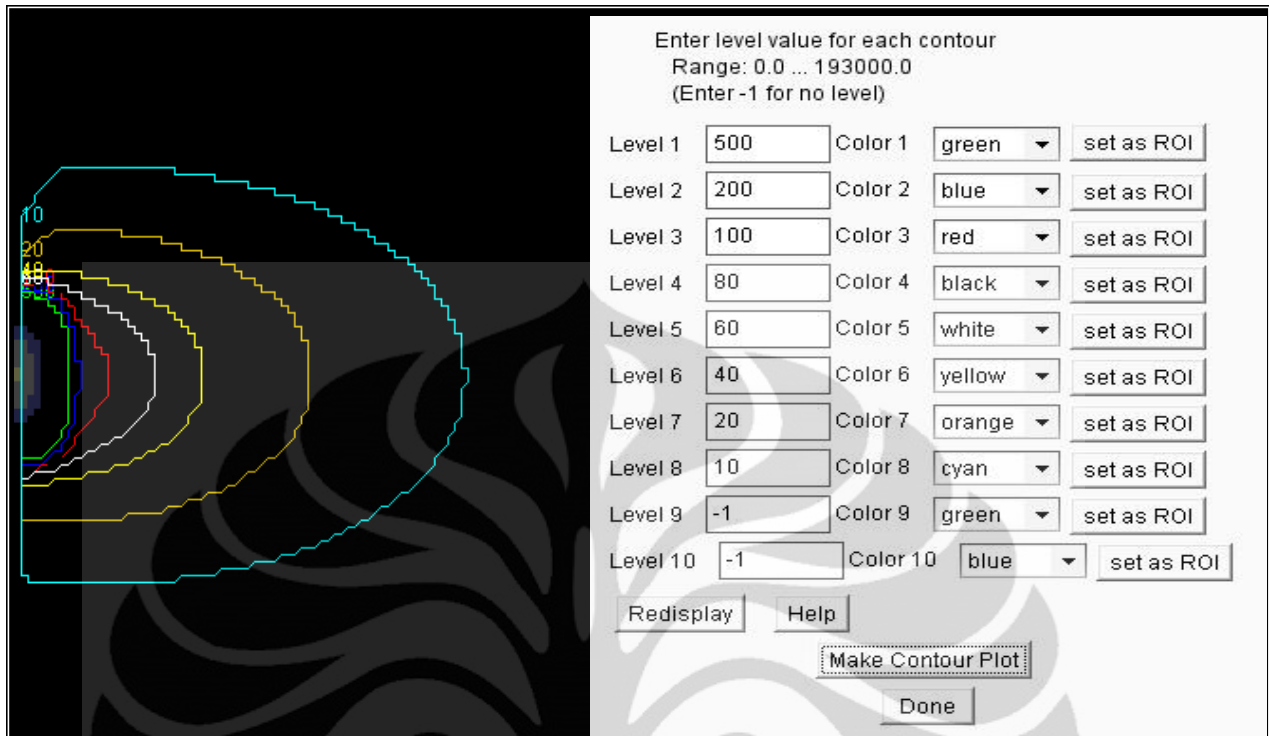 Enter level value for each contour
Range: 0.0 ... 193000.0
(Enter -1 for no level)
Level 1 500 Color 1 green set as ROI
Level 2 200 Color 2 blue set as ROI
Level 3 100 Color 3 red set as ROI
Level 4 80 Color 4 black set as ROI
Level 5 60 Color 5 white set as ROI
Level 6 40 Color 6 yellow set as ROI
Level 7 20 Color 7 orange set as ROI
Level 8 10 Color 8 cyan set as ROI
Level 9 -1 Color 9 green set as ROI
Level 10 -1 Color 10 blue set as ROI
Redisplay Help
Make Contour Plot
Done
10
20